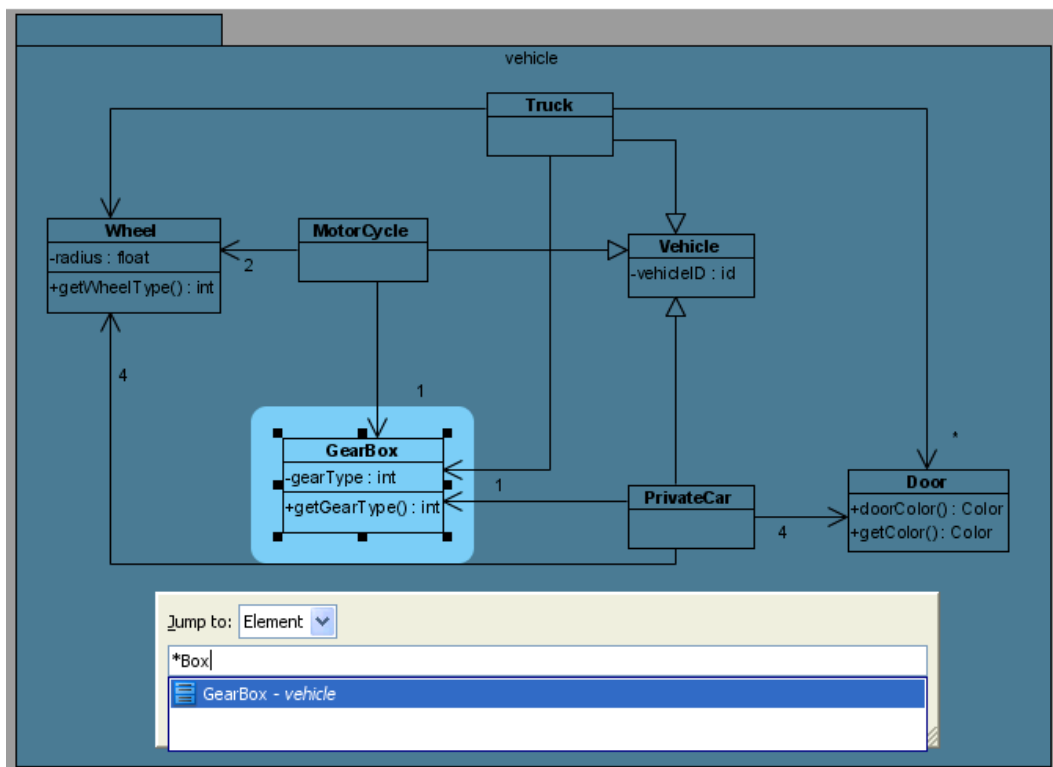 vehicle
Truck
Wheel
-radius : float
+getWheelType() : int
MotorCycle
2
Vehicle
-vehicleID : id
4
1
*
GearBox
-gearType : int
+getGearType() : int
1
PrivateCar
4
Door
+doorColor() : Color
+getColor() : Color
Jump to: Element
*Box
GearBox - vehicle